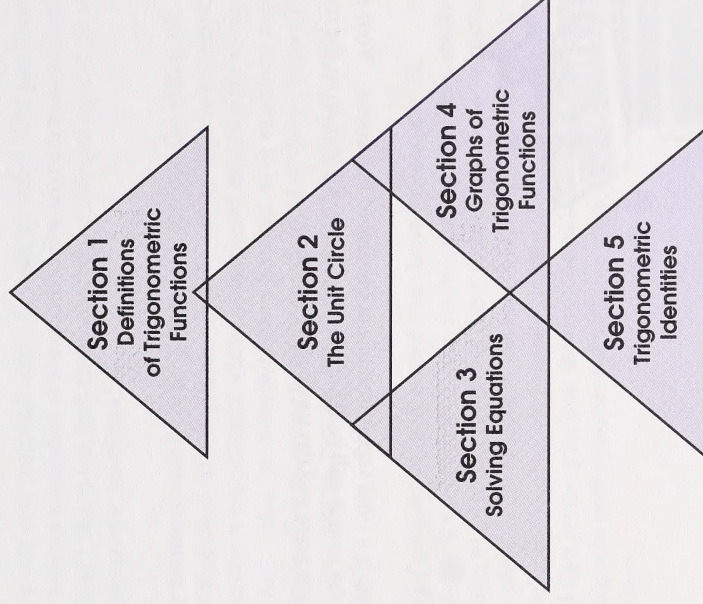 Section 1
Definitions
of Trigonometric
Functions
Section 2
The Unit Circle
Section 3
Solving Equations
Section 4
Graphs of
Trigonometric
Functions
Section 5
Trigonometric
Identities